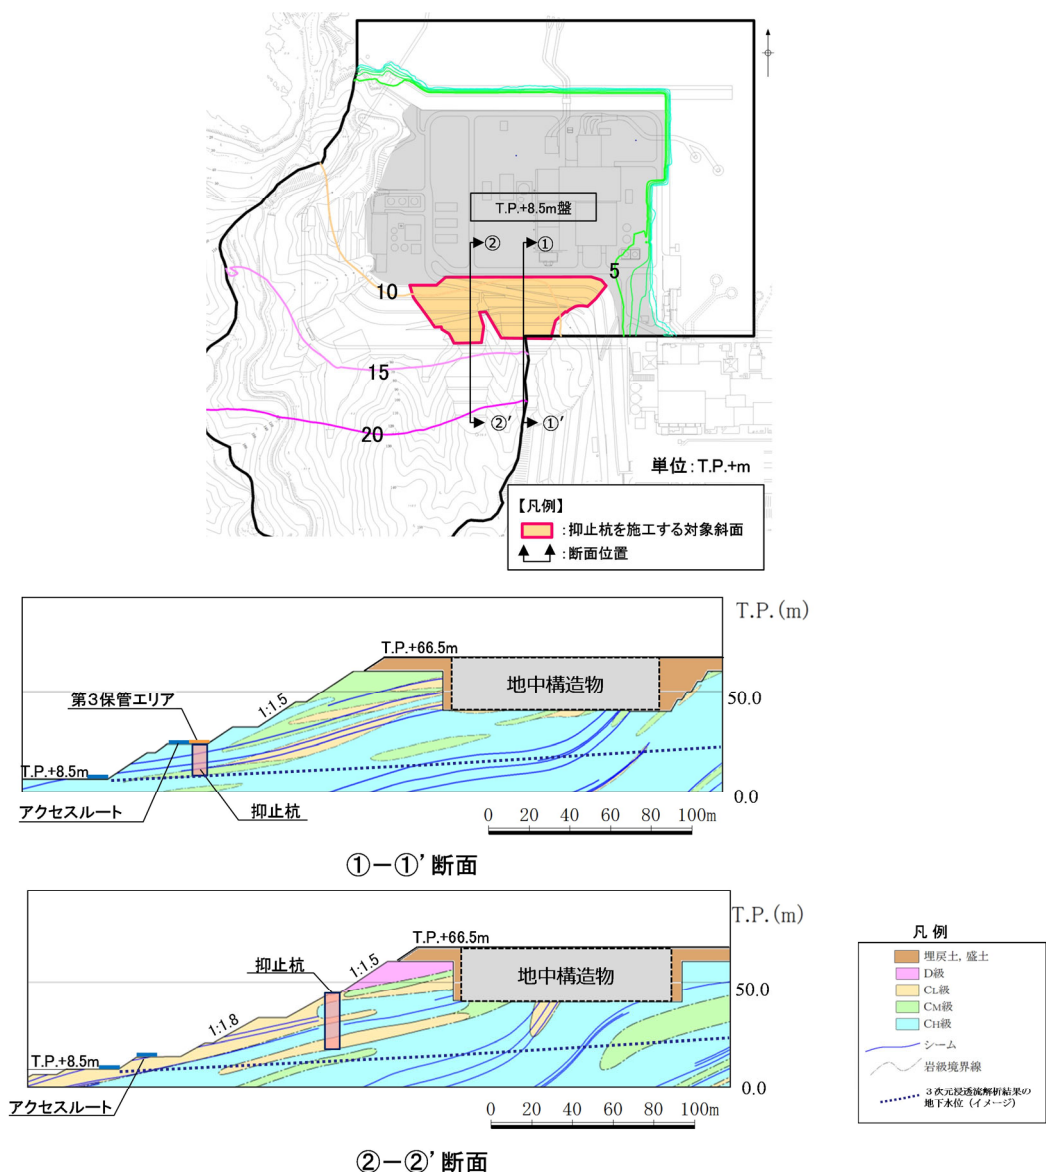 T.P.+8.5m盤
②
①
5
10
15
20
②’
①’
単位：T.P.+m
【凡例】
：抑止杭を施工する対象斜面
：断面位置
T.P.(m)
T.P.+66.5m
地中構造物
第3保管エリア
1:1.5
50.0
T.P.+8.5m
アクセスルート
抑止杭
0.0
0 20 40 60 80 100m
①－①’断面
T.P.(m)
T.P.+66.5m
抑止杭
1:1.5
地中構造物
50.0
1:1.8
T.P.+8.5m
アクセスルート
0.0
0 20 40 60 80 100m
②－②’断面
凡 例
埋戻土，盛土
D級
CL級
CM級
CH級
シーム
岩級境界線
３次元浸透流解析結果の
地下水位（イメージ）